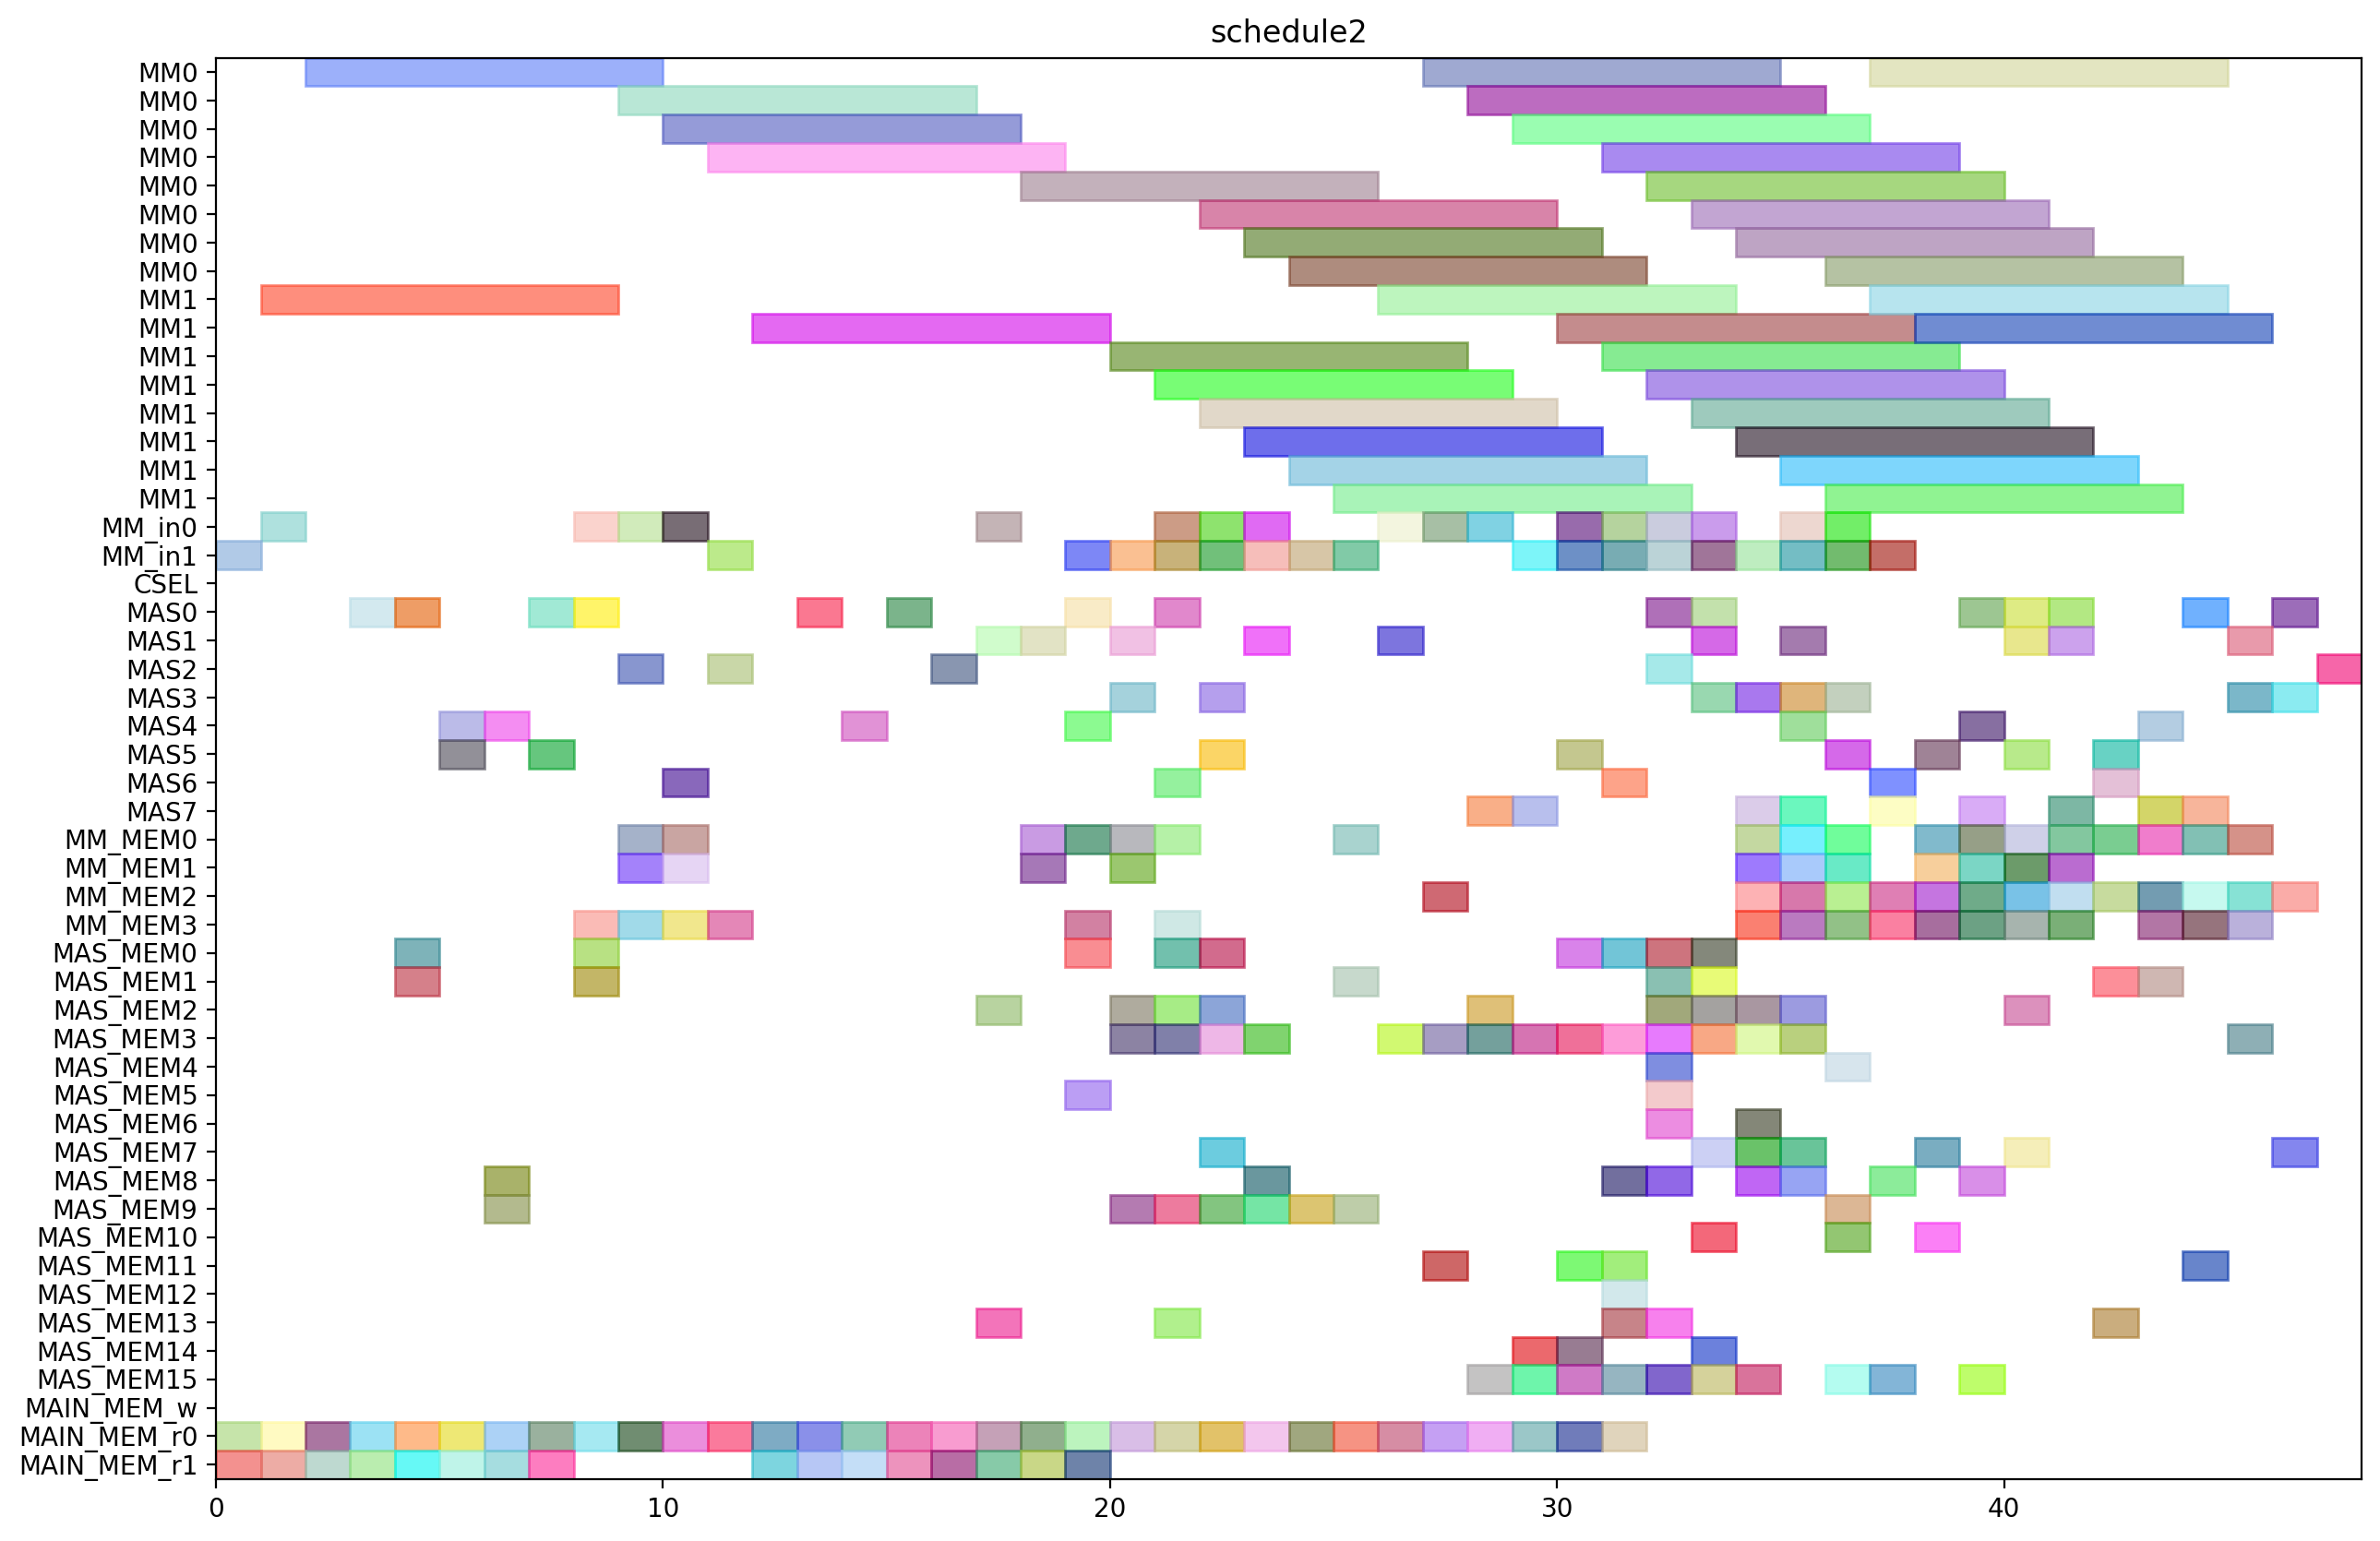 schedule2
MM0
MM0
MM0
MM0
MM0
MM0
MM0
MM0
MM1
MM1
MM1
MM1
MM1
MM1
MM1
MM1
MM_in0
MM_in1
CSEL
MAS0
MAS1
MAS2
MAS3
MAS4
MAS5
MAS6
MAS7
MM_MEM0
MM_MEM1
MM_MEM2
MM_MEM3
MAS_MEM0
MAS_MEM1
MAS_MEM2
MAS_MEM3
MAS_MEM4
MAS_MEM5
MAS_MEM6
MAS_MEM7
MAS_MEM8
MAS_MEM9
MAS_MEM10
MAS_MEM11
MAS_MEM12
MAS_MEM13
MAS_MEM14
MAS_MEM15
MAIN_MEM_w
MAIN_MEM_r0
MAIN_MEM_r1
0 10 20 30 40